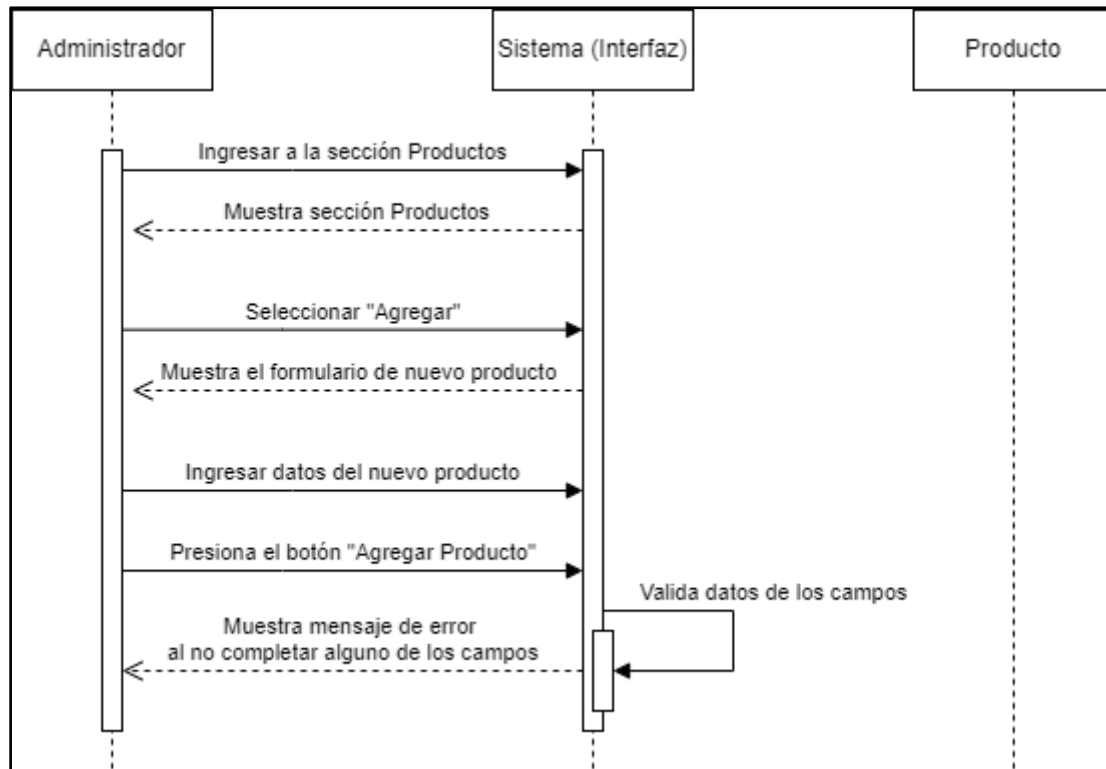 Administrador
Sistema (Interfaz)
Producto
Ingresar a la sección Productos
Muestra sección Productos
Seleccionar "Agregar"
Muestra el formulario de nuevo producto
Ingresar datos del nuevo producto
Presiona el botón "Agregar Producto"
Valida datos de los campos
Muestra mensaje de error
al no completar alguno de los campos